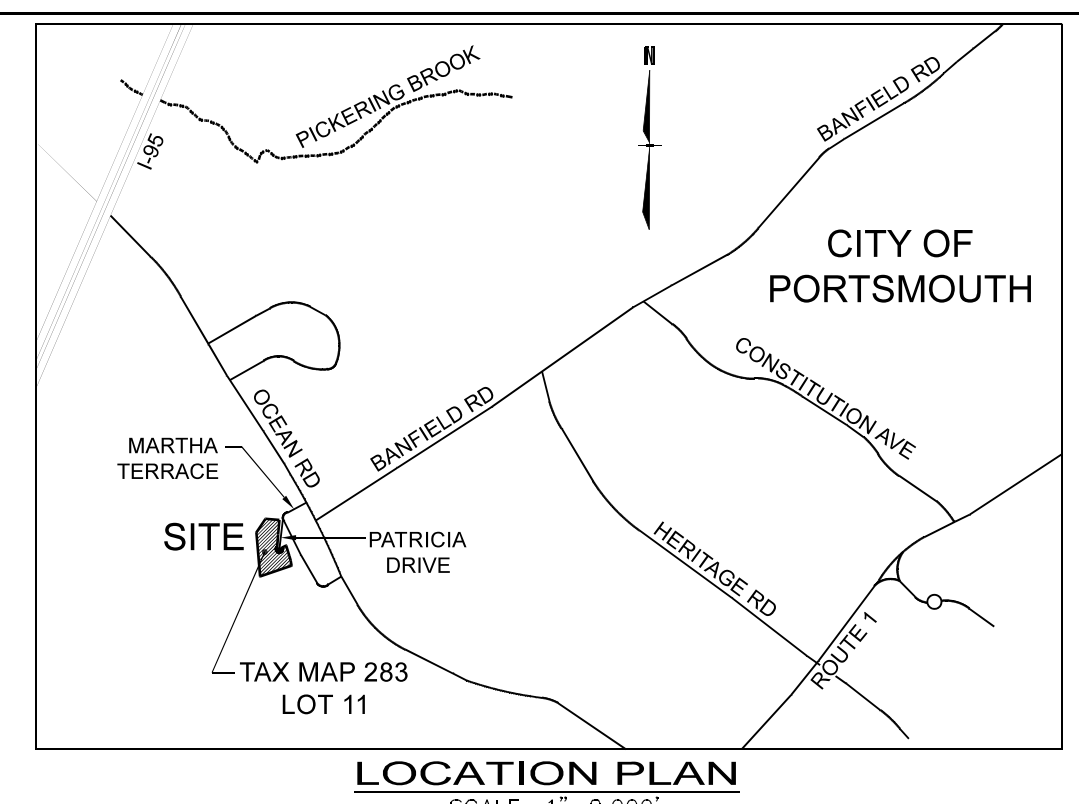 N
PICKERING BROOK
I-95
BANFIELD RD
CITY OF
PORTSMOUTH
CONSTITUTION AVE
OCEAN RD
BANFIELD RD
MARTHA
TERRACE
SITE
PATRICIA
DRIVE
HERITAGE RD
ROUTE 1
TAX MAP 283
LOT 11
LOCATION PLAN